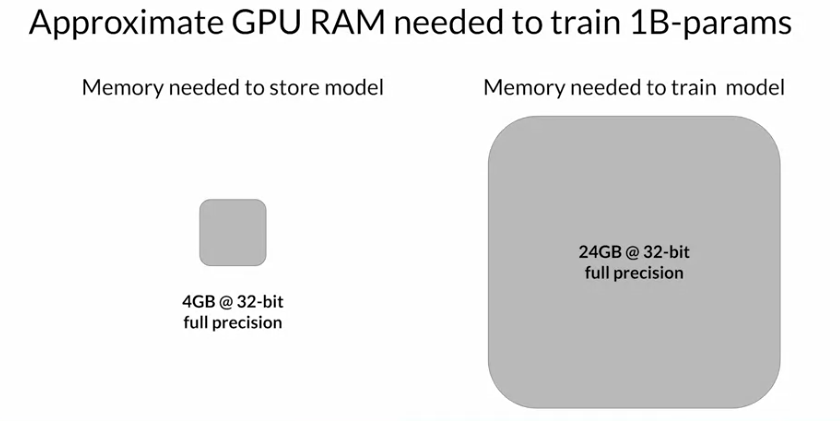 Approximate GPU RAM needed to train 1B-params
Memory needed to store model
Memory needed to train model
4GB @ 32-bit
full precision
24GB @ 32-bit
full precision